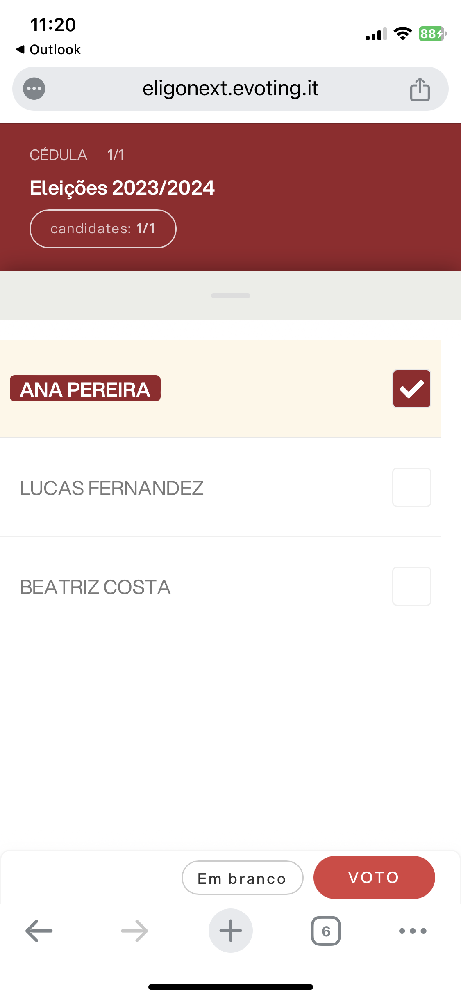 11:20
Outlook
88
eligonext.evoting.it
CÉDULA 1/1
Eleições 2023/2024
candidates: 1/1
ANA PEREIRA
LUCAS FERNANDEZ
BEATRIZ COSTA
Em branco
VOTO
6